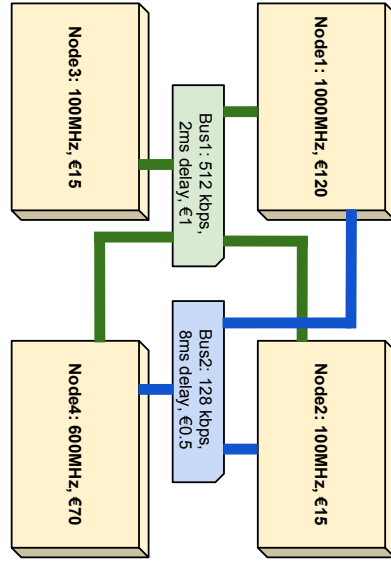 Node1: 1000MHz, €120
Node2: 100MHz, €15
Bus1: 512 kbps,
2ms delay, €1
Bus2: 128 kbps,
8ms delay, €0.5
Node3: 100MHz, €15
Node4: 600MHz, €70